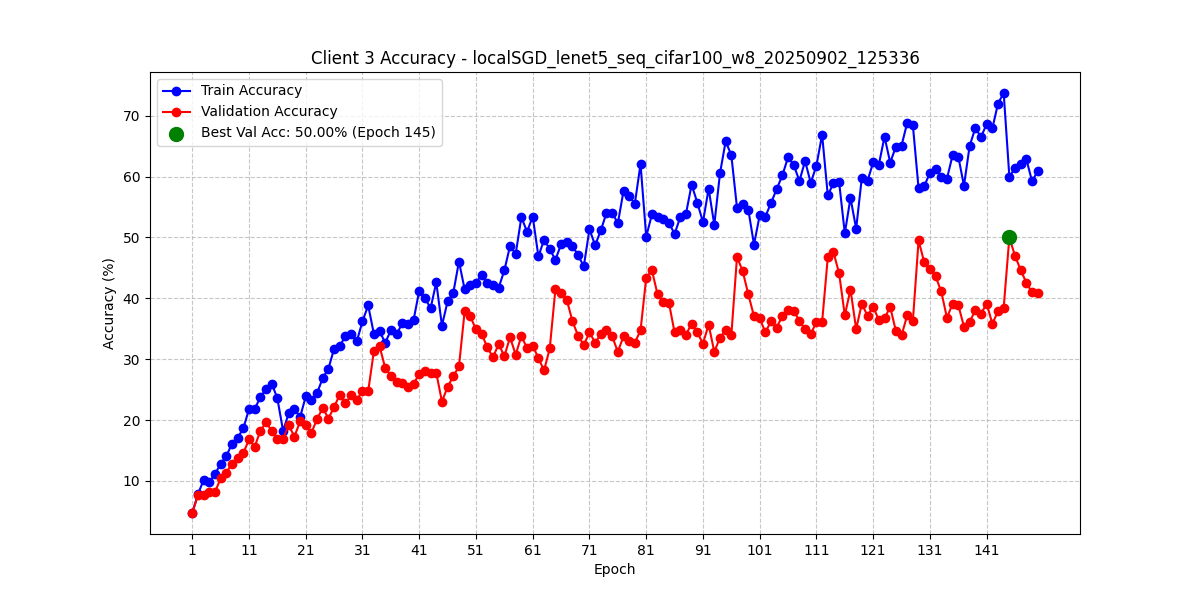 Client 3 Accuracy - localSGD_lenet5_seq_cifar100_w8_20250902_125336
Train Accuracy
Validation Accuracy
Best Val Acc: 50.00% (Epoch 145)
Accuracy (%)
70
60
50
40
30
20
10
1 11 21 31 41 51 61 71 81 91 101 111 121 131 141
Epoch